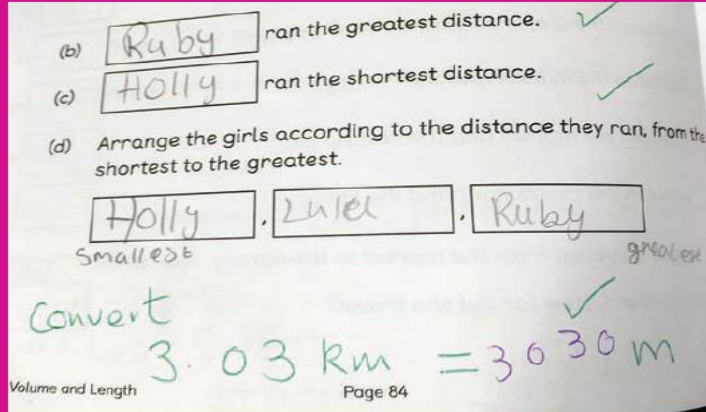 (b) Ruby ran the greatest distance.
(c) Holly ran the shortest distance.
(d) Arrange the girls according to the distance they ran, from the
shortest to the greatest.
Holly, Lulu, Ruby
Smallest greatest
Convert
3.03 km = 3030 m
Volume and Length Page 84